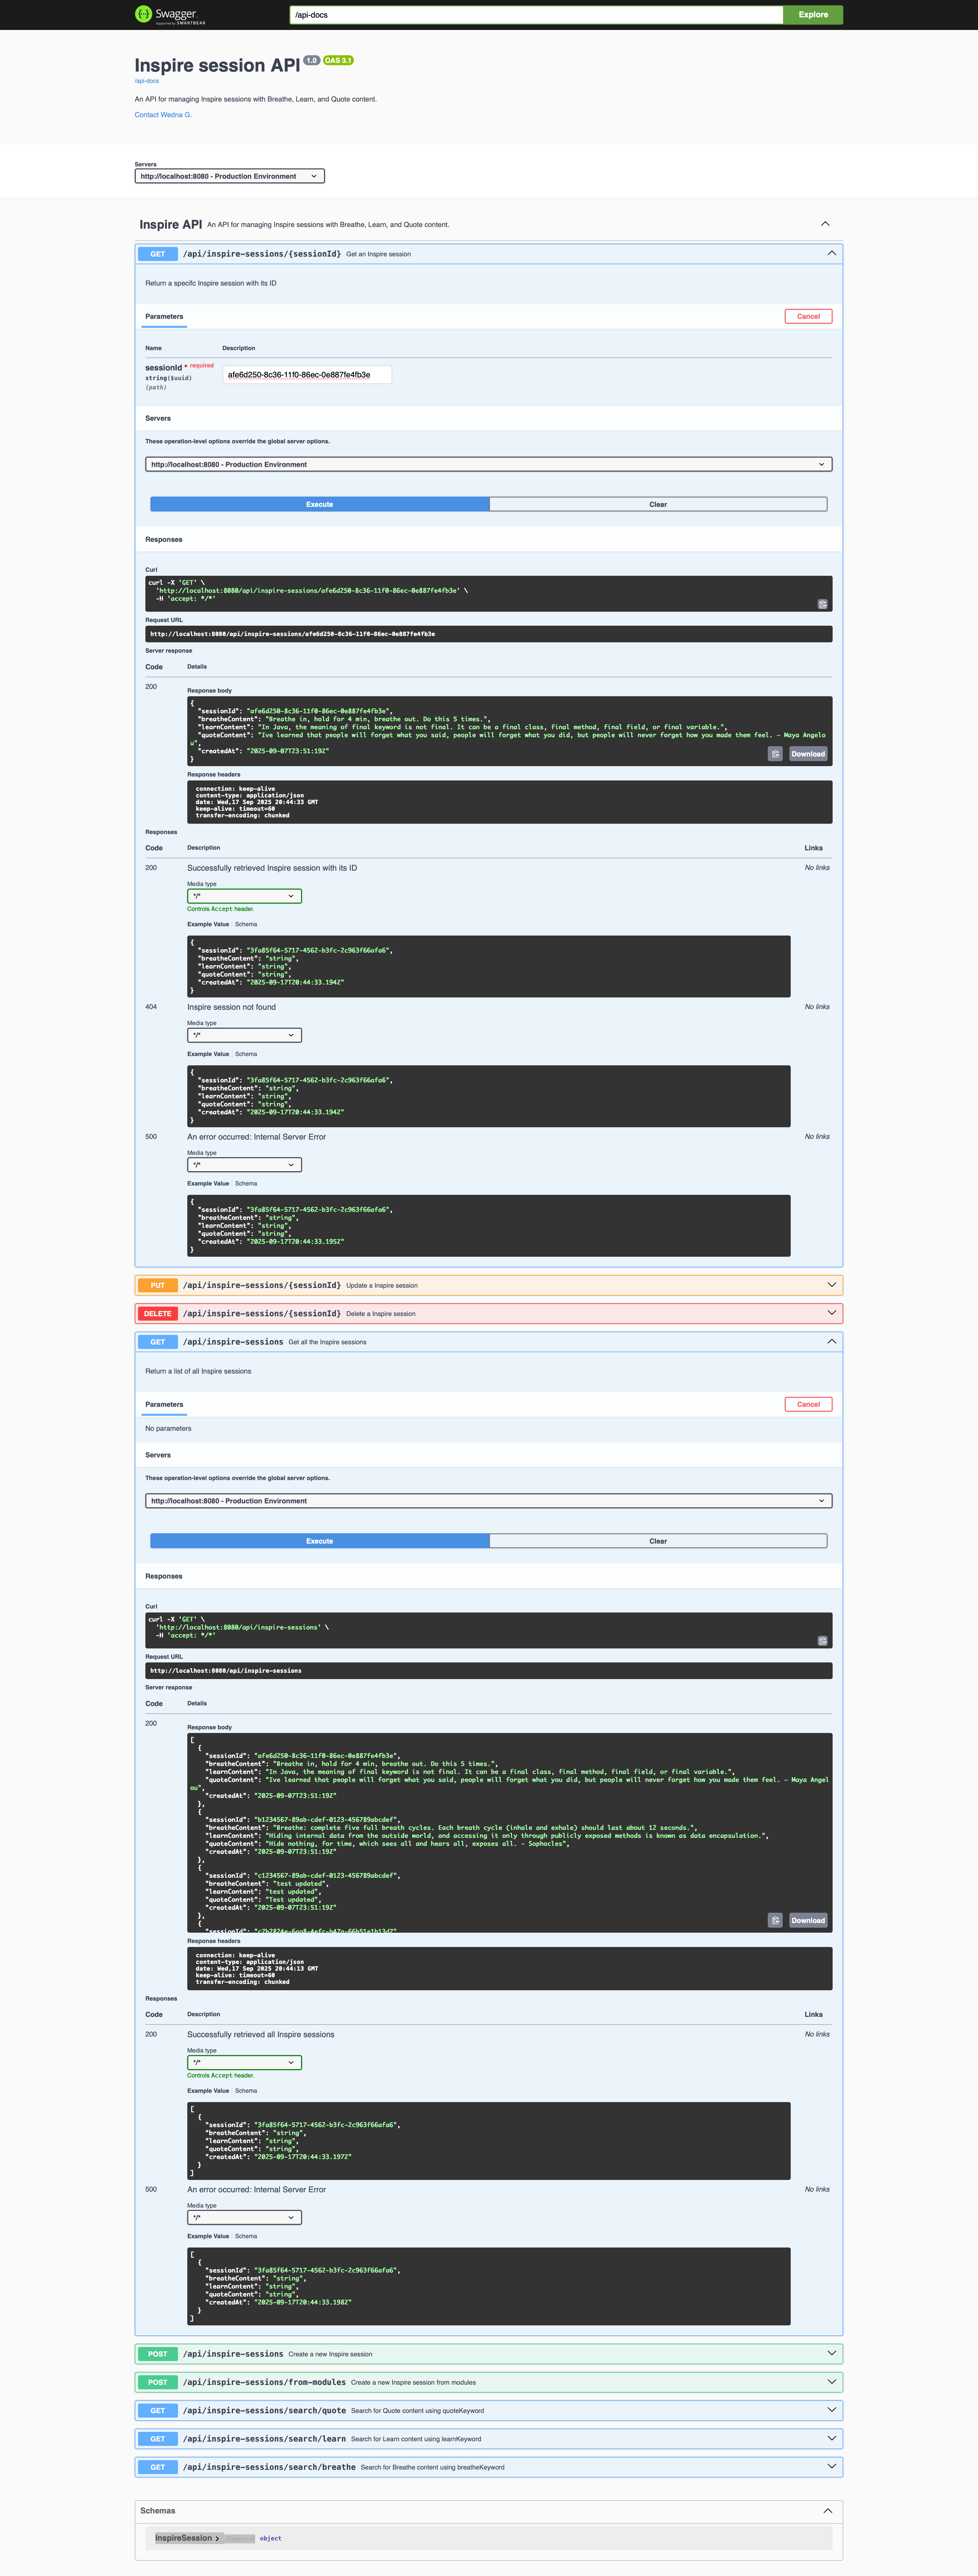 Swagger.
Supported by SMARTBEAR
/api-docs
Explore
Inspire session API 1.0 OAS 3.1
/api-docs
An API for managing Inspire sessions with Breathe, Learn, and Quote content.
Contact Wedna G.
Servers
http://localhost:8080 - Production Environment
Inspire API An API for managing Inspire sessions with Breathe, Learn, and Quote content.
GET /api/inspire-sessions/{sessionId} Get an Inspire session
Return a specifc Inspire session with its ID
Parameters
Cancel
Name Description
sessionId * required
string($uuid)
(path)
afe6d250-8c36-11f0-86ec-0e887fe4fb3e
Servers
These operation-level options override the global server options.
http://localhost:8080 - Production Environment
Execute Clear
Responses
Curl
curl -X 'GET' \
'http://localhost:8080/api/inspire-sessions/afe6d250-8c36-11f0-86ec-0e887fe4fb3e' \
-H 'accept: */*'
Request URL
http://localhost:8080/api/inspire-sessions/afe6d250-8c36-11f0-86ec-0e887fe4fb3e
Server response
Code Details
200
Response body
{
"sessionId": "afe6d250-8c36-11f0-86ec-0e887fe4fb3e",
"breatheContent": "Breathe in, hold for 4 min, breathe out. Do this 5 times.",
"learnContent": "In Java, the meaning of final keyword is not final. It can be a final class, final method, final field, or final variable.",
"quoteContent": "Ive learned that people will forget what you said, people will forget what you did, but people will never forget how you made them feel. – Maya Angelo
u",
"createdAt": "2025-09-07T23:51:19Z"
}
Download
Response headers
connection: keep-alive
content-type: application/json
date: Wed,17 Sep 2025 20:44:33 GMT
keep-alive: timeout=60
transfer-encoding: chunked
Responses
Code Description Links
200 Successfully retrieved Inspire session with its ID No links
Media type
*/*
Controls Accept header.
Example Value Schema
{
"sessionId": "3fa85f64-5717-4562-b3fc-2c963f66afa6",
"breatheContent": "string",
"learnContent": "string",
"quoteContent": "string",
"createdAt": "2025-09-17T20:44:33.194Z"
}
404 Inspire session not found No links
Media type
*/*
Example Value Schema
{
"sessionId": "3fa85f64-5717-4562-b3fc-2c963f66afa6",
"breatheContent": "string",
"learnContent": "string",
"quoteContent": "string",
"createdAt": "2025-09-17T20:44:33.194Z"
}
500 An error occurred: Internal Server Error No links
Media type
*/*
Example Value Schema
{
"sessionId": "3fa85f64-5717-4562-b3fc-2c963f66afa6",
"breatheContent": "string",
"learnContent": "string",
"quoteContent": "string",
"createdAt": "2025-09-17T20:44:33.195Z"
}
PUT /api/inspire-sessions/{sessionId} Update a Inspire session
DELETE /api/inspire-sessions/{sessionId} Delete a Inspire session
GET /api/inspire-sessions Get all the Inspire sessions
Return a list of all Inspire sessions
Parameters
Cancel
No parameters
Servers
These operation-level options override the global server options.
http://localhost:8080 - Production Environment
Execute Clear
Responses
Curl
curl -X 'GET' \
'http://localhost:8080/api/inspire-sessions' \
-H 'accept: */*'
Request URL
http://localhost:8080/api/inspire-sessions
Server response
Code Details
200
Response body
[
{
"sessionId": "afe6d250-8c36-11f0-86ec-0e887fe4fb3e",
"breatheContent": "Breathe in, hold for 4 min, breathe out. Do this 5 times.",
"learnContent": "In Java, the meaning of final keyword is not final. It can be a final class, final method, final field, or final variable.",
"quoteContent": "Ive learned that people will forget what you said, people will forget what you did, but people will never forget how you made them feel. – Maya Angel
ou",
"createdAt": "2025-09-07T23:51:19Z"
},
{
"sessionId": "b1234567-89ab-cdef-0123-456789abcdef",
"breatheContent": "Breathe: complete five full breath cycles. Each breath cycle (inhale and exhale) should last about 12 seconds.",
"learnContent": "Hiding internal data from the outside world, and accessing it only through publicly exposed methods is known as data encapsulation.",
"quoteContent": "Hide nothing, for time, which sees all and hears all, exposes all. - Sophocles",
"createdAt": "2025-09-07T23:51:19Z"
},
{
"sessionId": "c1234567-89ab-cdef-0123-456789abcdef",
"breatheContent": "test updated",
"learnContent": "test updated",
"quoteContent": "Test updated",
"createdAt": "2025-09-07T23:51:19Z"
},
{
"sessionId":
Download
Response headers
connection: keep-alive
content-type: application/json
date: Wed,17 Sep 2025 20:44:13 GMT
keep-alive: timeout=60
transfer-encoding: chunked
Responses
Code Description Links
200 Successfully retrieved all Inspire sessions No links
Media type
*/*
Controls Accept header.
Example Value Schema
[
{
"sessionId": "3fa85f64-5717-4562-b3fc-2c963f66afa6",
"breatheContent": "string",
"learnContent": "string",
"quoteContent": "string",
"createdAt": "2025-09-17T20:44:33.197Z"
}
]
500 An error occurred: Internal Server Error No links
Media type
*/*
Example Value Schema
[
{
"sessionId": "3fa85f64-5717-4562-b3fc-2c963f66afa6",
"breatheContent": "string",
"learnContent": "string",
"quoteContent": "string",
"createdAt": "2025-09-17T20:44:33.198Z"
}
]
POST /api/inspire-sessions Create a new Inspire session
POST /api/inspire-sessions/from-modules Create a new Inspire session from modules
GET /api/inspire-sessions/search/quote Search for Quote content using quoteKeyword
GET /api/inspire-sessions/search/learn Search for Learn content using learnKeyword
GET /api/inspire-sessions/search/breathe Search for Breathe content using breatheKeyword
Schemas
InspireSession object